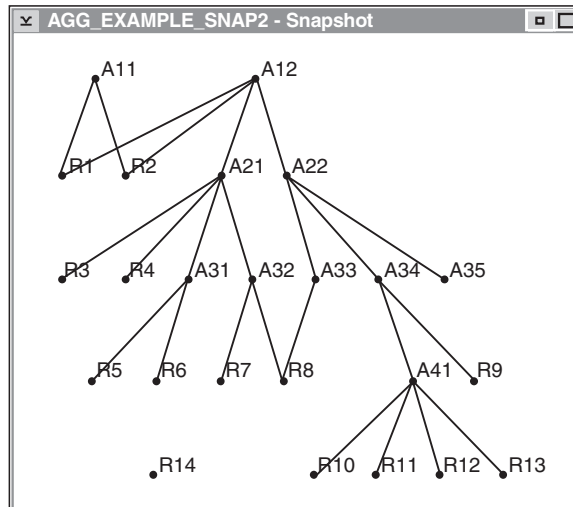 AGG_EXAMPLE_SNAP2 - Snapshot
A11 A12
R1 R2 A21 A22
R3 R4 A31 A32 A33 A34 A35
R5 R6 R7 R8 A41 R9
R14 R10 R11 R12 R13